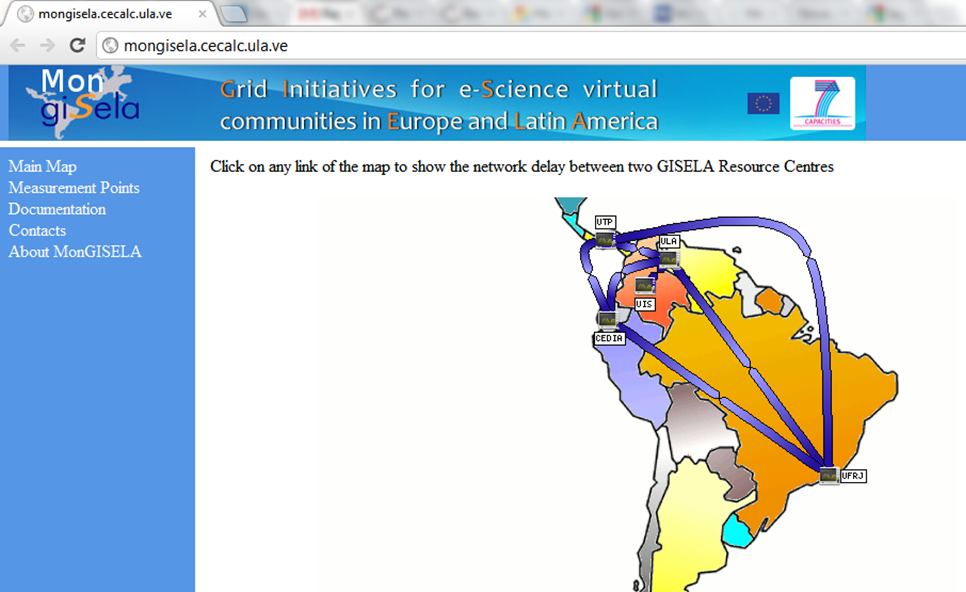 mongisela.cecalc.ula.ve
mongisela.cecalc.ula.ve
Mon
giSela
Grid Initiatives for e-Science virtual
communities in Europe and Latin America
7
CAPACITIES
Main Map
Measurement Points
Documentation
Contacts
About MonGISELA
Click on any link of the map to show the network delay between two GISELA Resource Centres
UTP
ULA
UIS
CEDIA
UFRJ